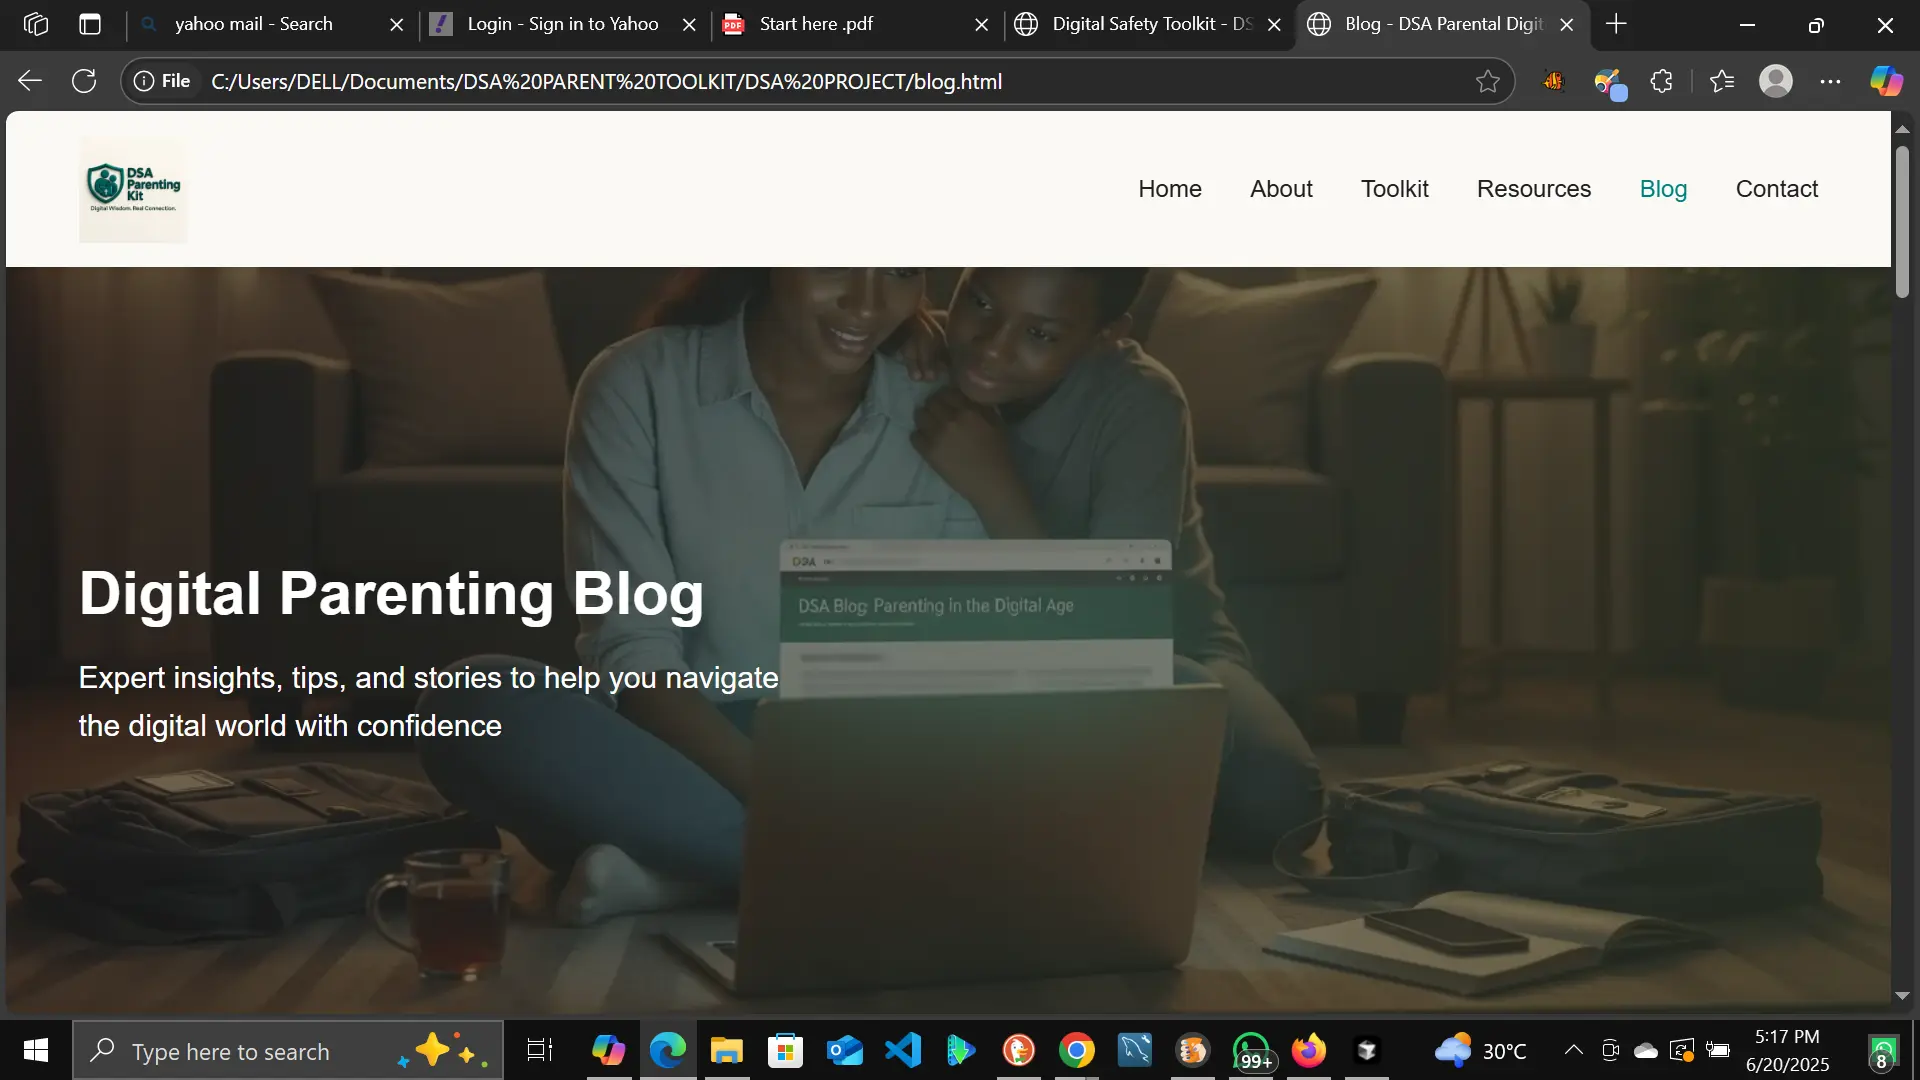 yahoo mail - Search
Login - Sign in to Yahoo
Start here .pdf
Digital Safety Toolkit - DS
Blog - DSA Parental Digit
File
C:/Users/DELL/Documents/DSA%20PARENT%20TOOLKIT/DSA%20PROJECT/blog.html
DSA
Parenting
Kit
Digital Wisdom. Real Connection.
Home
About
Toolkit
Resources
Blog
Contact
DSA Blog: Parenting in the Digital Age
Digital Parenting Blog
Expert insights, tips, and stories to help you navigate
the digital world with confidence
Type here to search
99+
30°C
5:17 PM
6/20/2025
8